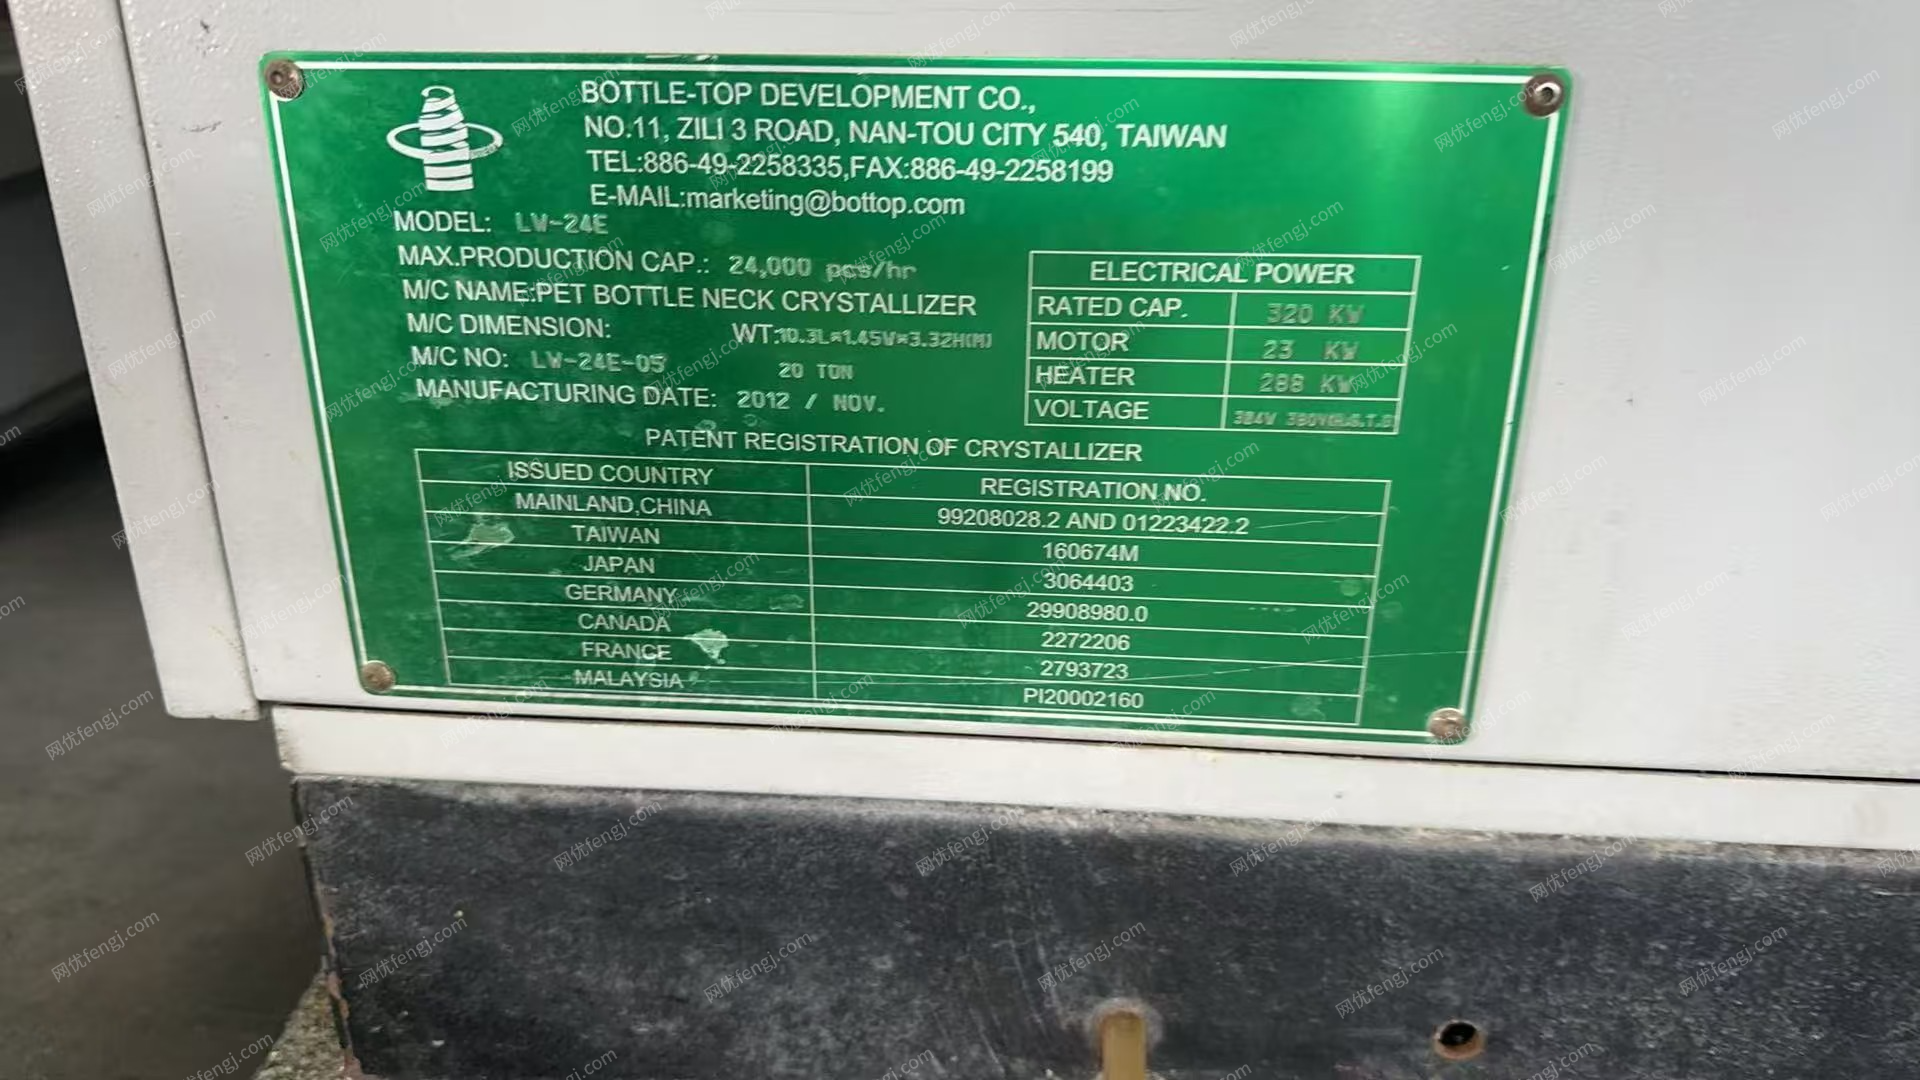 BOTTLE-TOP DEVELOPMENT CO.,
NO.11, ZILI 3 ROAD, NAN-TOU CITY 540, TAIWAN
TEL:886-49-2258335,FAX:886-49-2258199
E-MAIL:marketing@bottop.com
MODEL: LW-24E
MAX.PRODUCTION CAP.: 24,000 pcs/hr
M/C NAME:PET BOTTLE NECK CRYSTALLIZER
M/C DIMENSION: WT:10.3L*1.45W*3.32H(M)
M/C NO: LW-24E-05 20 TON
MANUFACTURING DATE: 2012 / NOV.
ELECTRICAL POWER
RATED CAP. 320 KW
MOTOR 23 KW
HEATER 288 KW
VOLTAGE
PATENT REGISTRATION OF CRYSTALLIZER
ISSUED COUNTRY REGISTRATION NO.
MAINLAND,CHINA 99208028.2 AND 01223422.2
TAIWAN 160674M
JAPAN 3064403
GERMANY 29908980.0
CANADA 2272206
FRANCE 2793723
MALAYSIA PI20002160
网优fengj.com